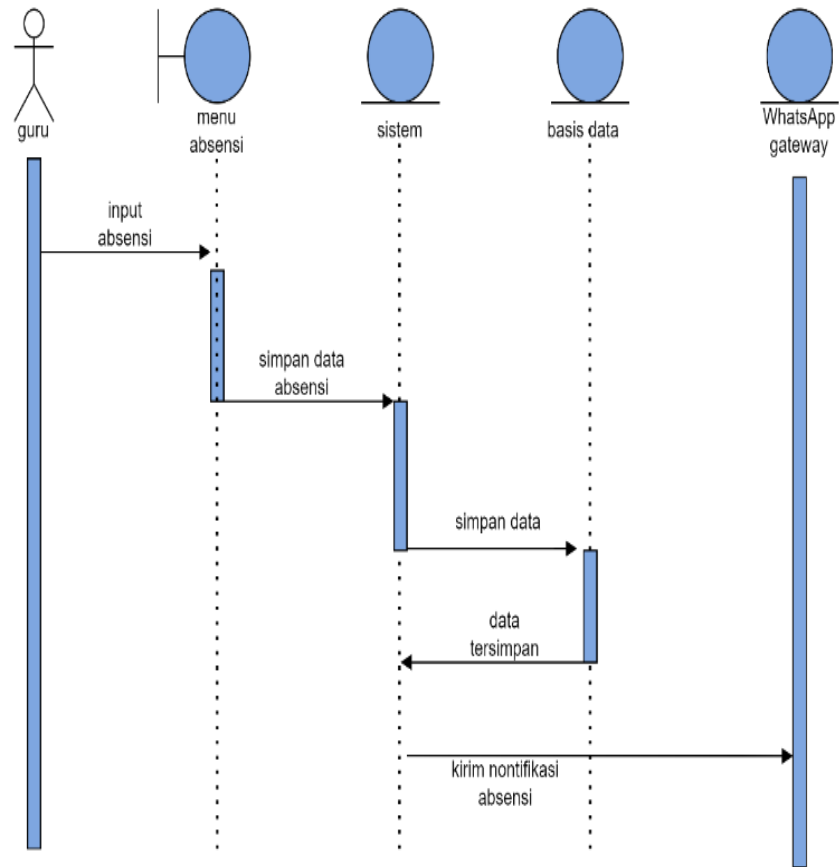 guru
menu
absensi
sistem
basis data
WhatsApp
gateway
input
absensi
simpan data
absensi
simpan data
data
tersimpan
kirim nontifikasi
absensi